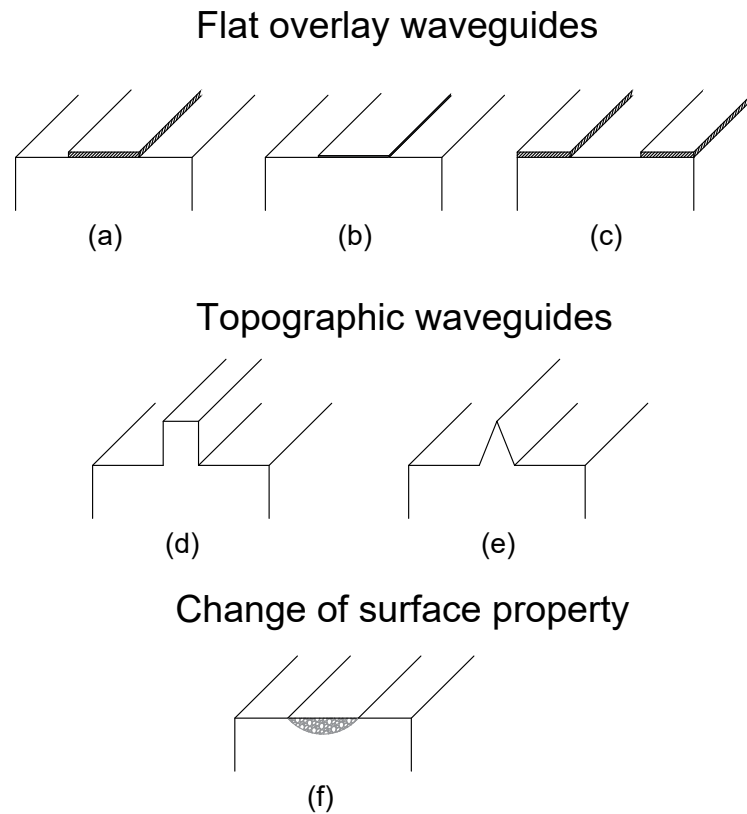 Flat overlay waveguides
(a)
(b)
(c)
Topographic waveguides
(d)
(e)
Change of surface property
(f)